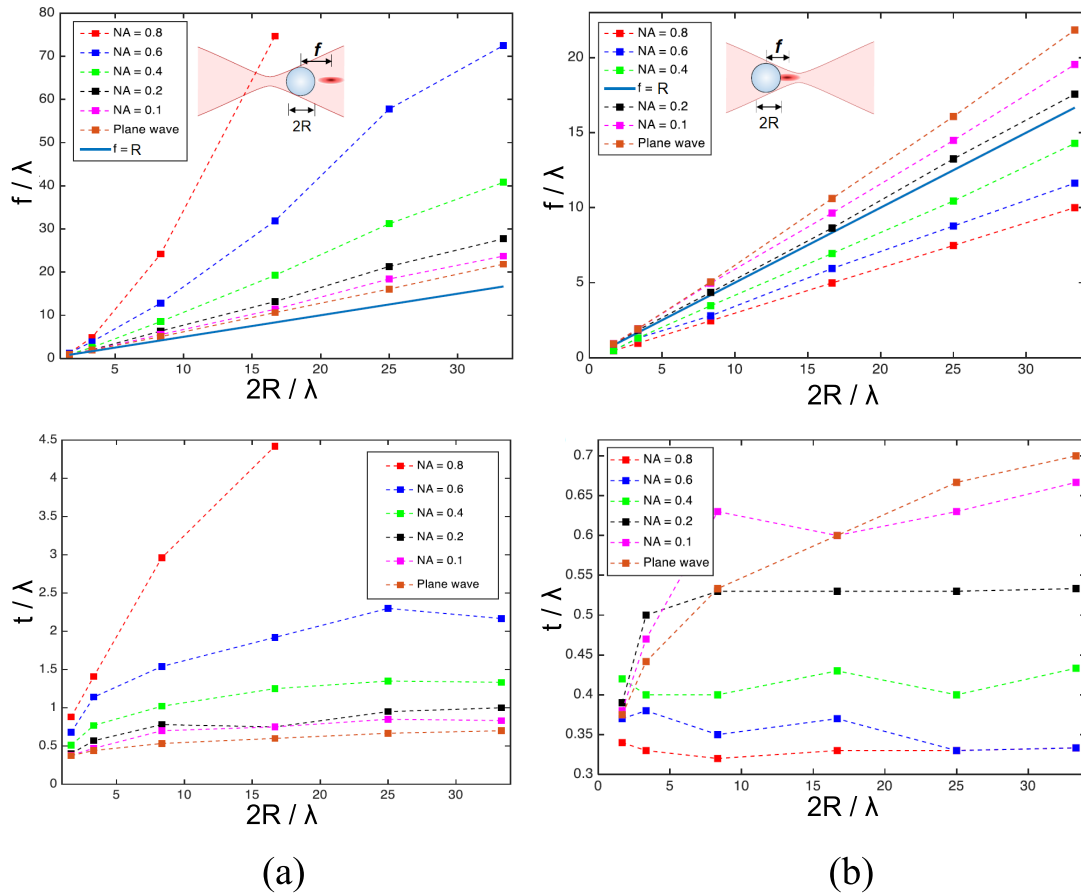 80
70
60
50
40
30
20
10
0
f / λ
NA = 0.8
NA = 0.6
NA = 0.4
NA = 0.2
NA = 0.1
Plane wave
f = R
f
2R
5
10
15
20
25
30
2R / λ
20
15
10
5
0
f / λ
NA = 0.8
NA = 0.6
NA = 0.4
f = R
NA = 0.2
NA = 0.1
Plane wave
f
2R
0
5
10
15
20
25
30
2R / λ
4.5
4
3.5
3
2.5
2
1.5
1
0.5
0
t / λ
NA = 0.8
NA = 0.6
NA = 0.4
NA = 0.2
NA = 0.1
Plane wave
5
10
15
20
25
30
2R / λ
0.7
0.65
0.6
0.55
0.5
0.45
0.4
0.35
0.3
t / λ
NA = 0.8
NA = 0.6
NA = 0.4
NA = 0.2
NA = 0.1
Plane wave
0
5
10
15
20
25
30
2R / λ
(a)
(b)